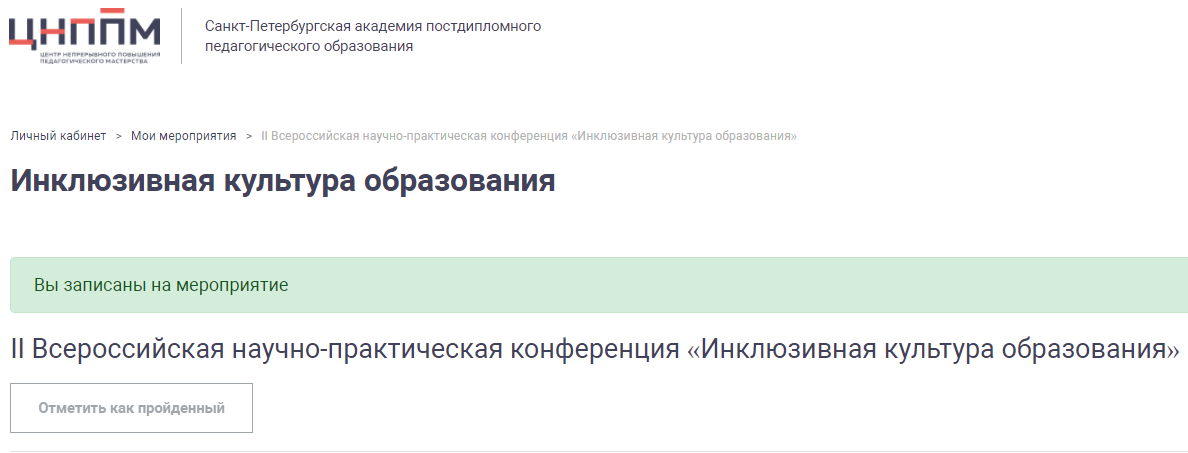 ЦНППМ
ЦЕНТР НЕПРЕРЫВНОГО ПОВЫШЕНИЯ
ПЕДАГОГИЧЕСКОГО МАСТЕРСТВА
Санкт-Петербургская академия постдипломного
педагогического образования
Личный кабинет > Мои мероприятия > II Всероссийская научно-практическая конференция «Инклюзивная культура образования»
Инклюзивная культура образования
Вы записаны на мероприятие
II Всероссийская научно-практическая конференция «Инклюзивная культура образования»
Отметить как пройденный